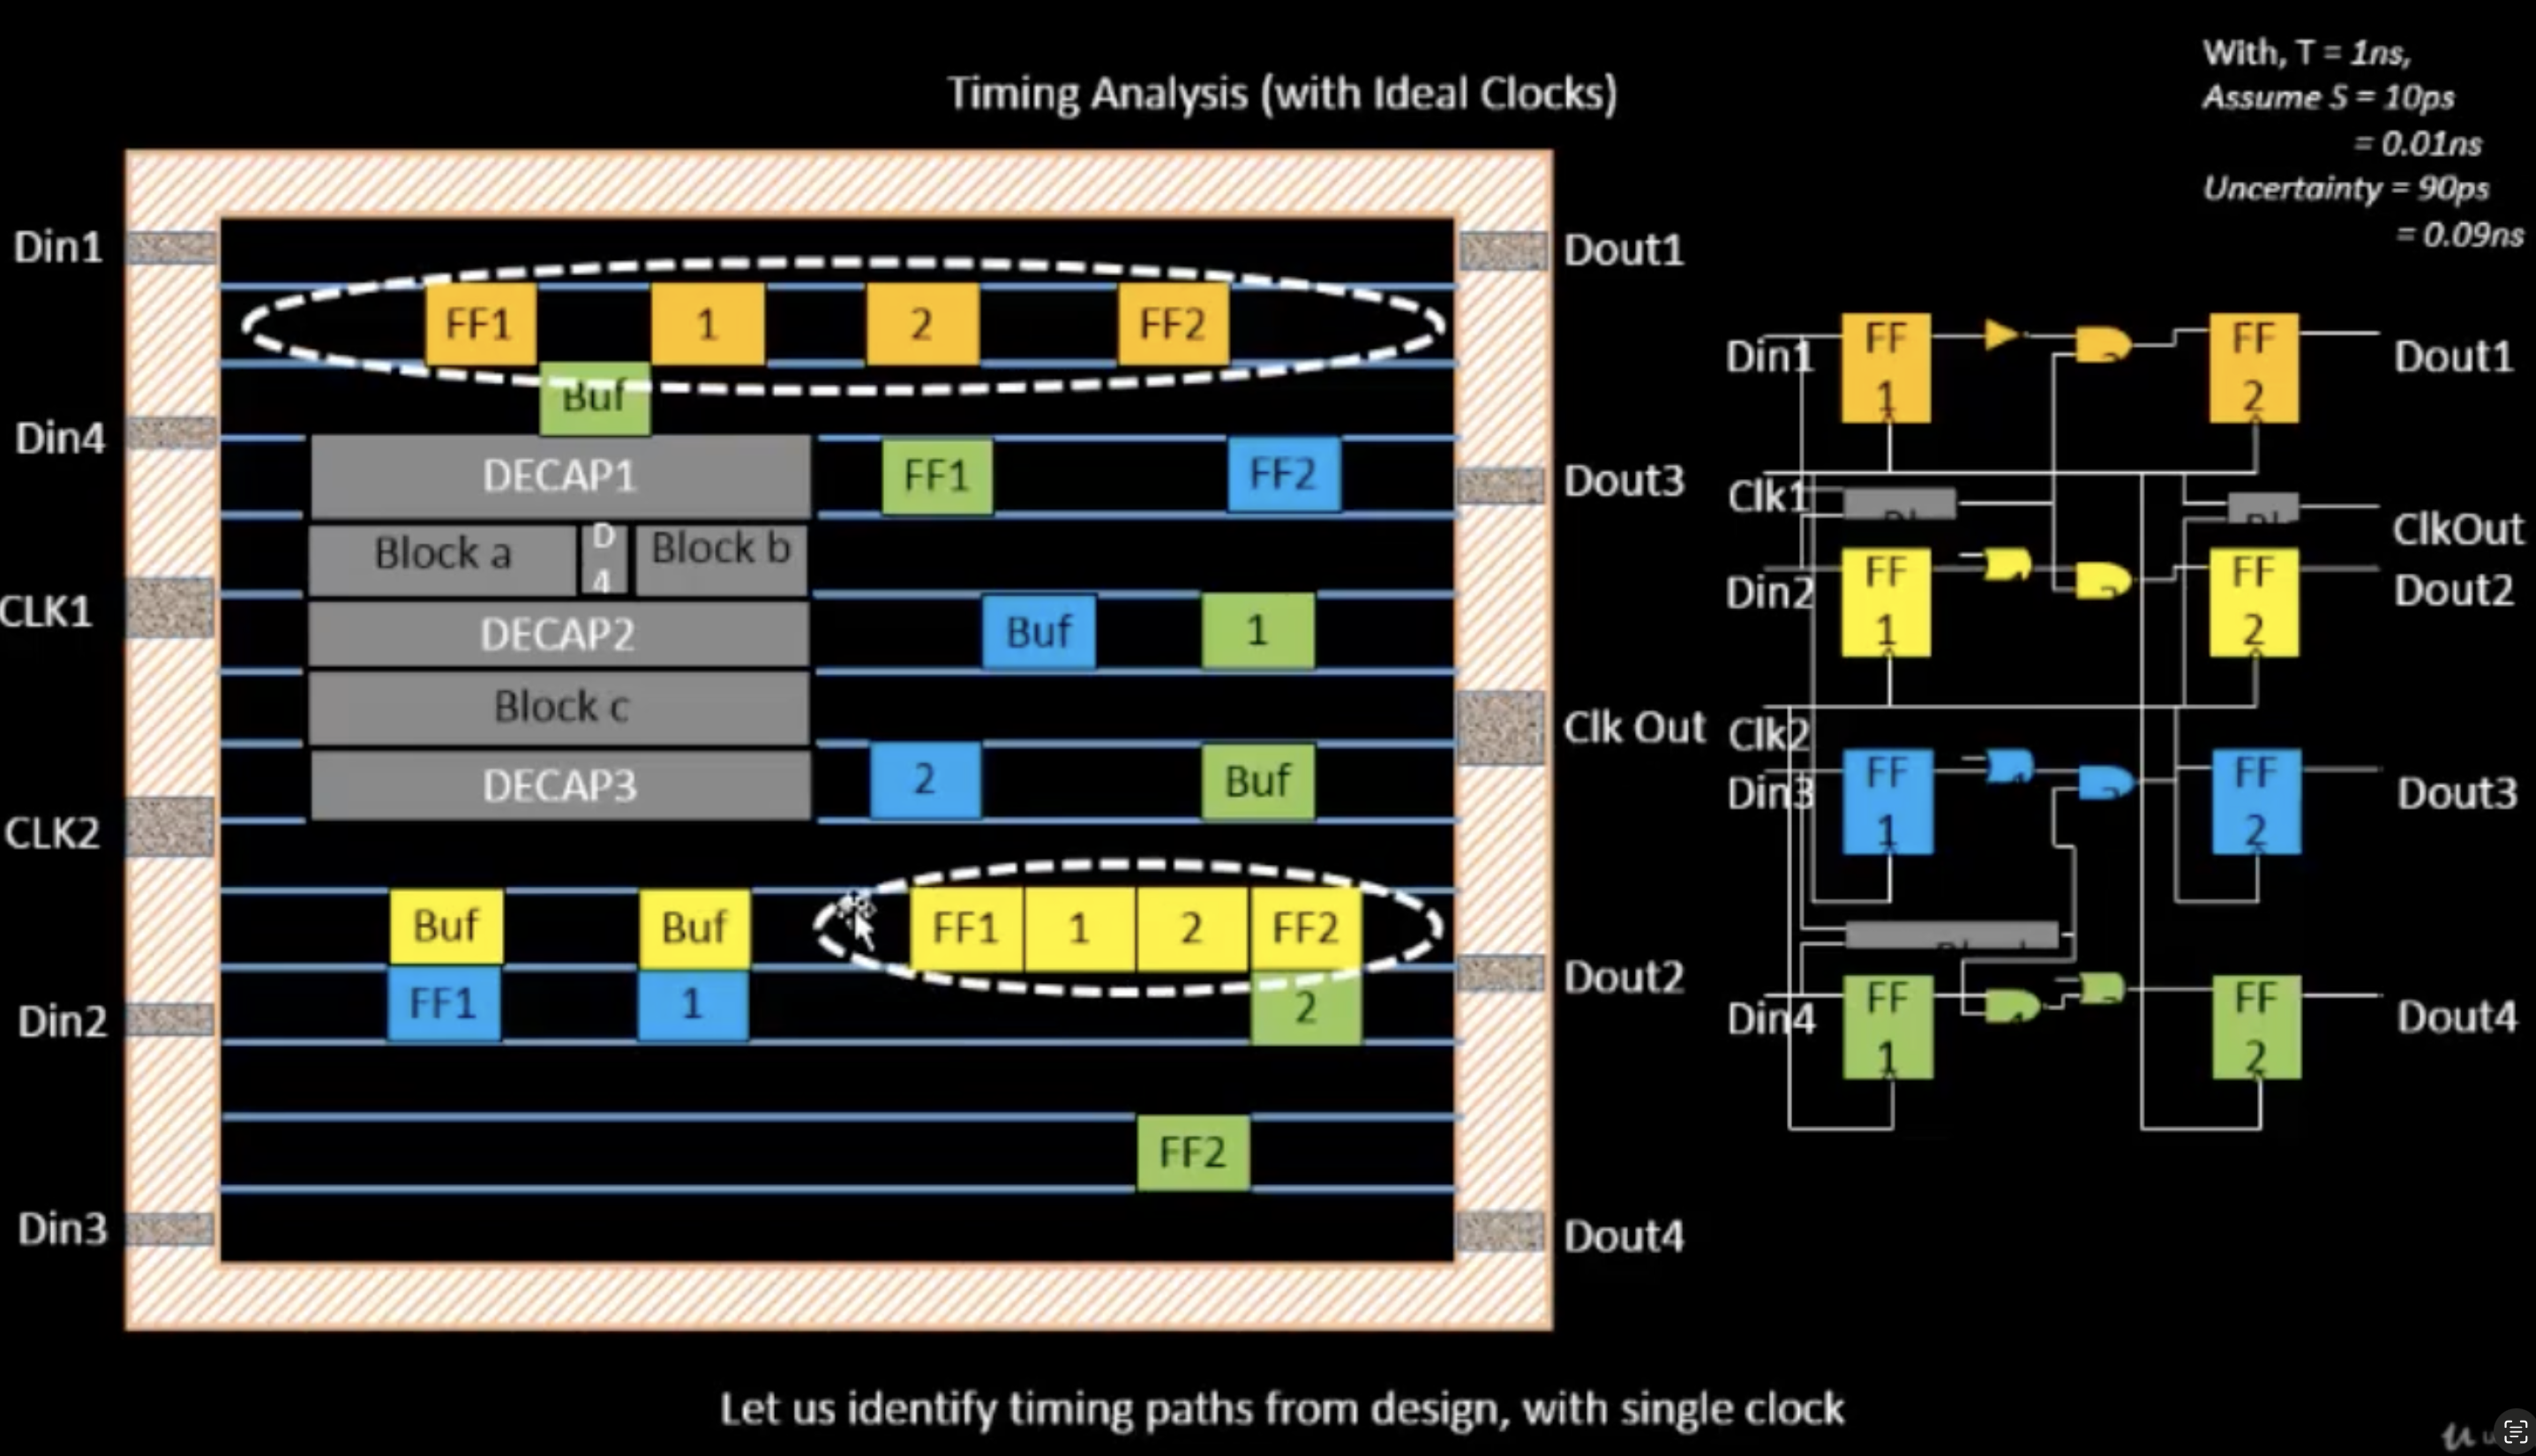 Timing Analysis (with Ideal Clocks)
With, T = 1ns,
Assume S = 10ps
= 0.01ns
Uncertainty = 90ps
= 0.09ns
Din1
Dout1
FF1
1
2
FF2
Buf
Din4
DECAP1
FF1
FF2
Dout3
Block a
D
4
Block b
CLK1
DECAP2
Buf
1
Block c
Clk Out
DECAP3
2
Buf
CLK2
Buf
Buf
FF1
1
2
FF2
FF1
1
2
Dout2
Din2
FF2
Din3
Dout4
Din1
FF
1
2
FF
2
Dout1
Clk1
ClkOut
Din2
FF
1
2
FF
2
Dout2
Clk2
Din3
FF
1
2
FF
2
Dout3
Din4
FF
1
FF
2
Dout4
Let us identify timing paths from design, with single clock